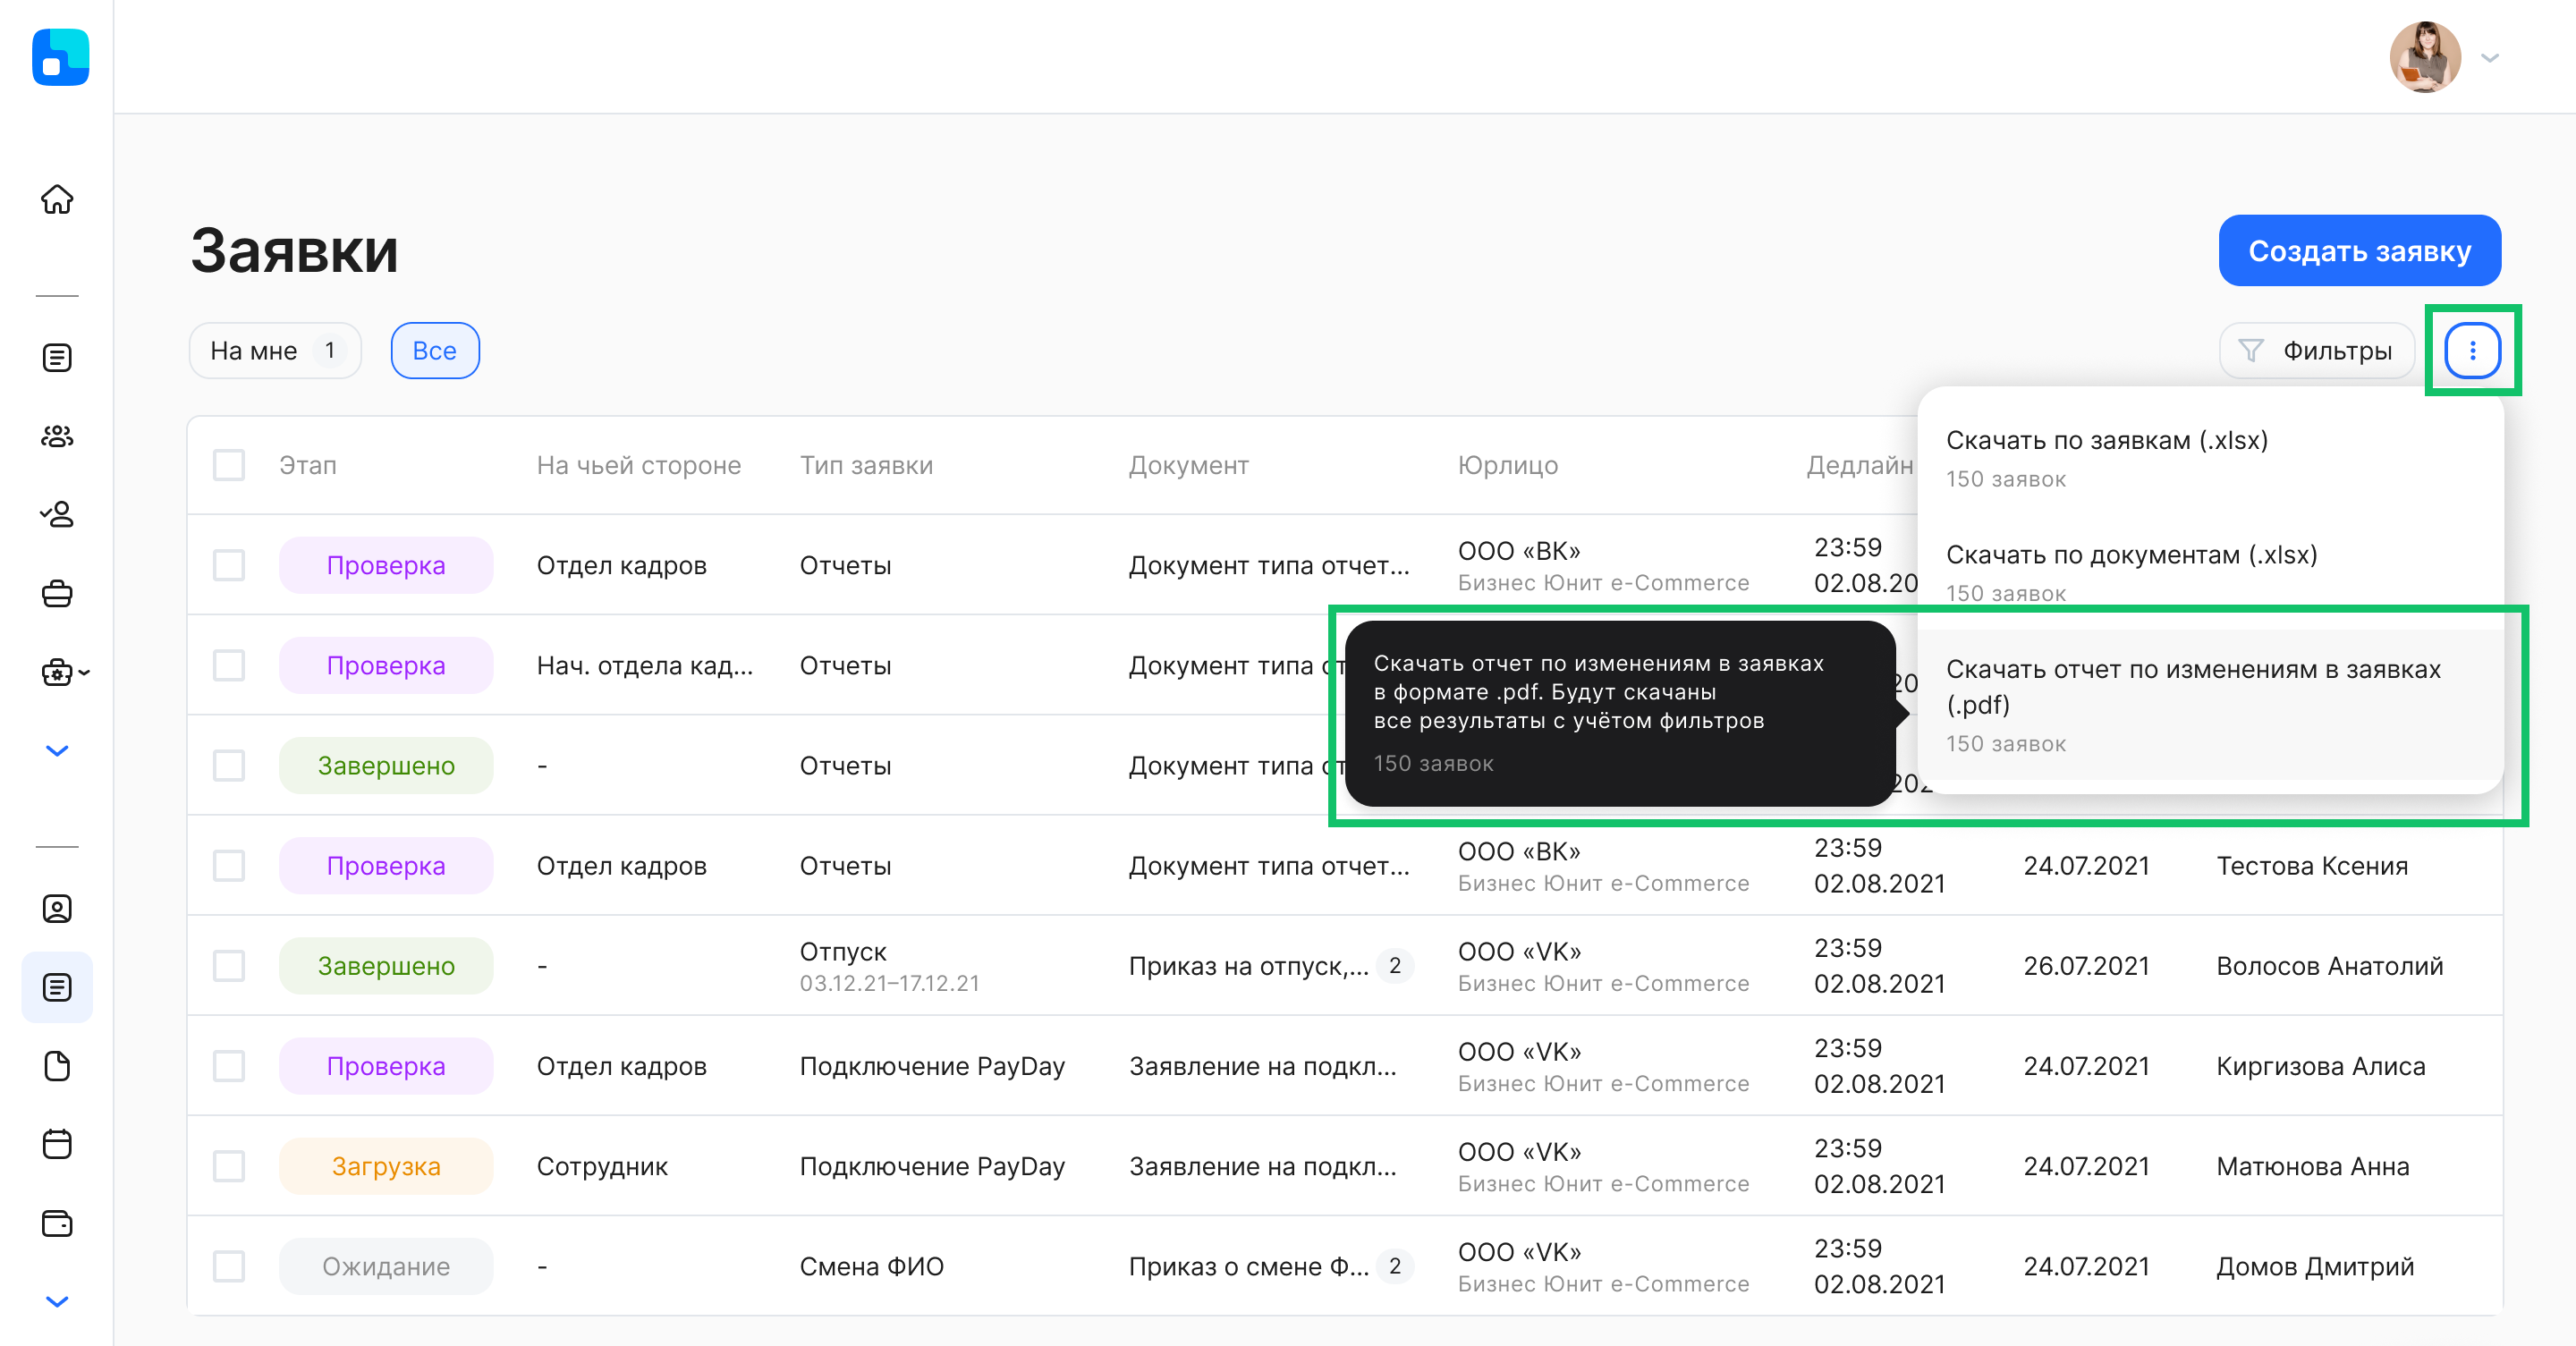 Заявки
Создать заявку
На мне 1
Все
Фильтры
Скачать по заявкам (.xlsx)
150 заявок
Скачать по документам (.xlsx)
150 заявок
Скачать отчет по изменениям в заявках
(.pdf)
150 заявок
Скачать отчет по изменениям в заявках
в формате .pdf. Будут скачаны
все результаты с учётом фильтров
150 заявок
Этап На чьей стороне Тип заявки Документ Юрлицо Дедлайн
Проверка Отдел кадров Отчеты Документ типа отчет... ООО «ВК»
Бизнес Юнит e-Commerce
23:59
02.08.20
Проверка Нач. отдела кад... Отчеты Документ типа от
20
Завершено - Отчеты Документ типа от
202
Проверка Отдел кадров Отчеты Документ типа отчет... ООО «ВК»
Бизнес Юнит e-Commerce
23:59
02.08.2021
24.07.2021 Тестова Ксения
Завершено - Отпуск
03.12.21–17.12.21
Приказ на отпуск,... 2 ООО «VK»
Бизнес Юнит e-Commerce
23:59
02.08.2021
26.07.2021 Волосов Анатолий
Проверка Отдел кадров Подключение PayDay Заявление на подкл... ООО «VK»
Бизнес Юнит e-Commerce
23:59
02.08.2021
24.07.2021 Киргизова Алиса
Загрузка Сотрудник Подключение PayDay Заявление на подкл... ООО «VK»
Бизнес Юнит e-Commerce
23:59
02.08.2021
24.07.2021 Матюнова Анна
Ожидание - Смена ФИО Приказ о смене Ф... 2 ООО «VK»
Бизнес Юнит e-Commerce
23:59
02.08.2021
24.07.2021 Домов Дмитрий